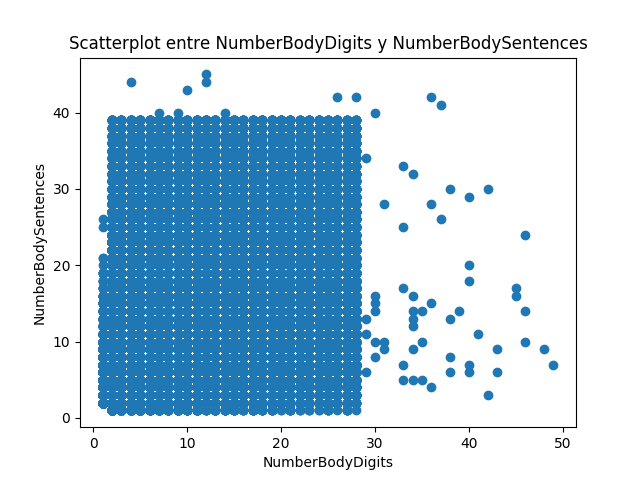 Scatterplot entre NumberBodyDigits y NumberBodySentences
NumberBodySentences
40
30
20
10
0
0 10 20 30 40 50
NumberBodyDigits